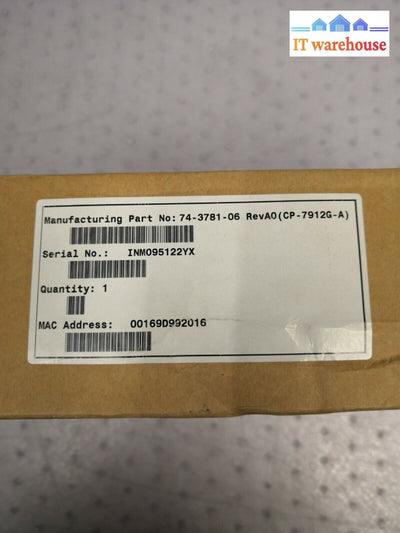 IT warehouse
Manufacturing Part No: 74-3781-06 RevA0(CP-7912G-A)
Serial No.: INM095122YX
Quantity: 1
MAC Address: 00169D992016